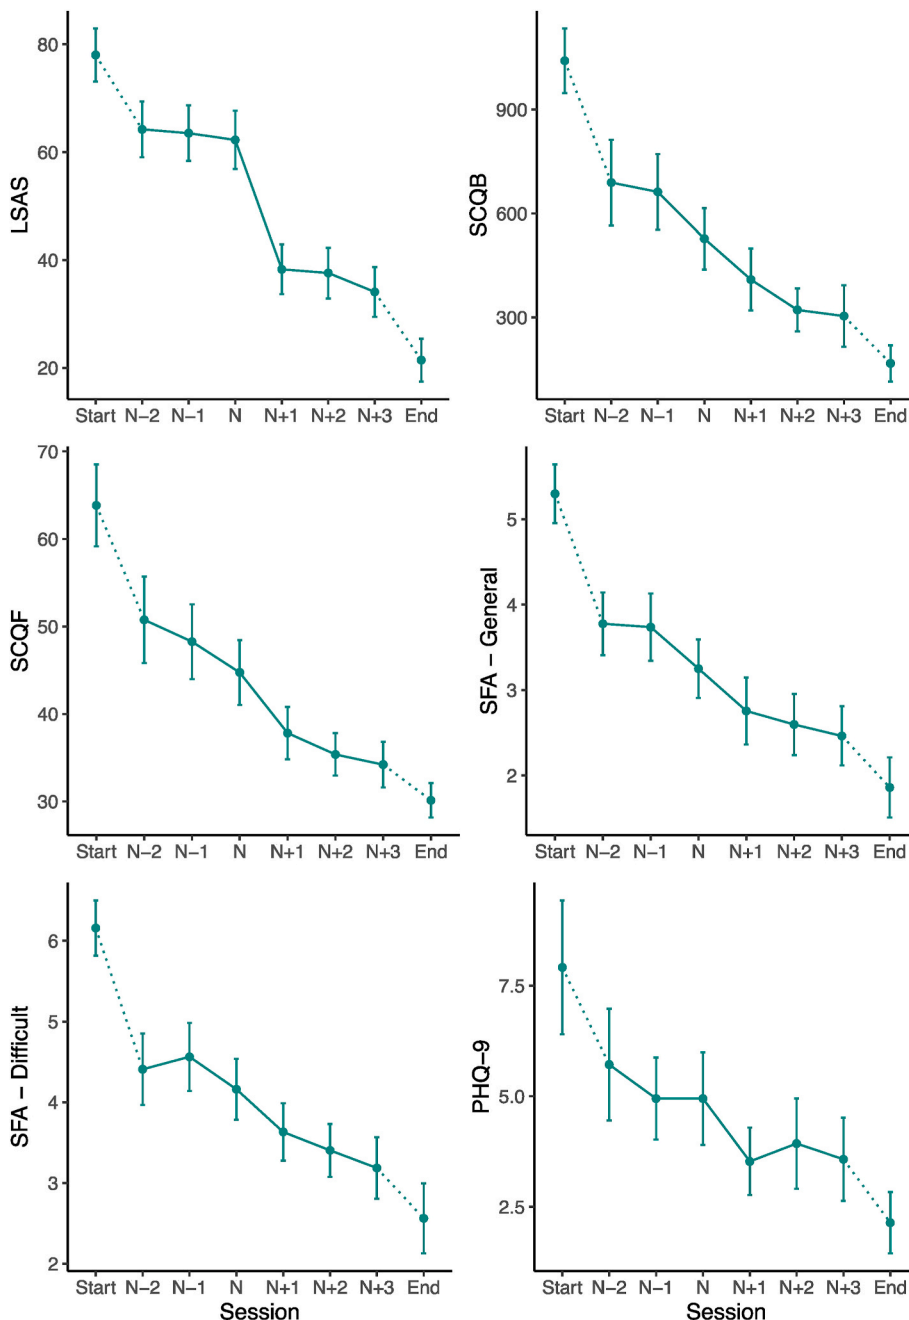 LSAS
80
60
40
20
Start N−2 N−1 N N+1 N+2 N+3 End
SCQB
900
600
300
Start N−2 N−1 N N+1 N+2 N+3 End
SCQF
70
60
50
40
30
Start N−2 N−1 N N+1 N+2 N+3 End
SFA − General
5
4
3
2
Start N−2 N−1 N N+1 N+2 N+3 End
SFA − Difficult
6
5
4
3
2
Start N−2 N−1 N N+1 N+2 N+3 End
Session
PHQ−9
7.5
5.0
2.5
Start N−2 N−1 N N+1 N+2 N+3 End
Session